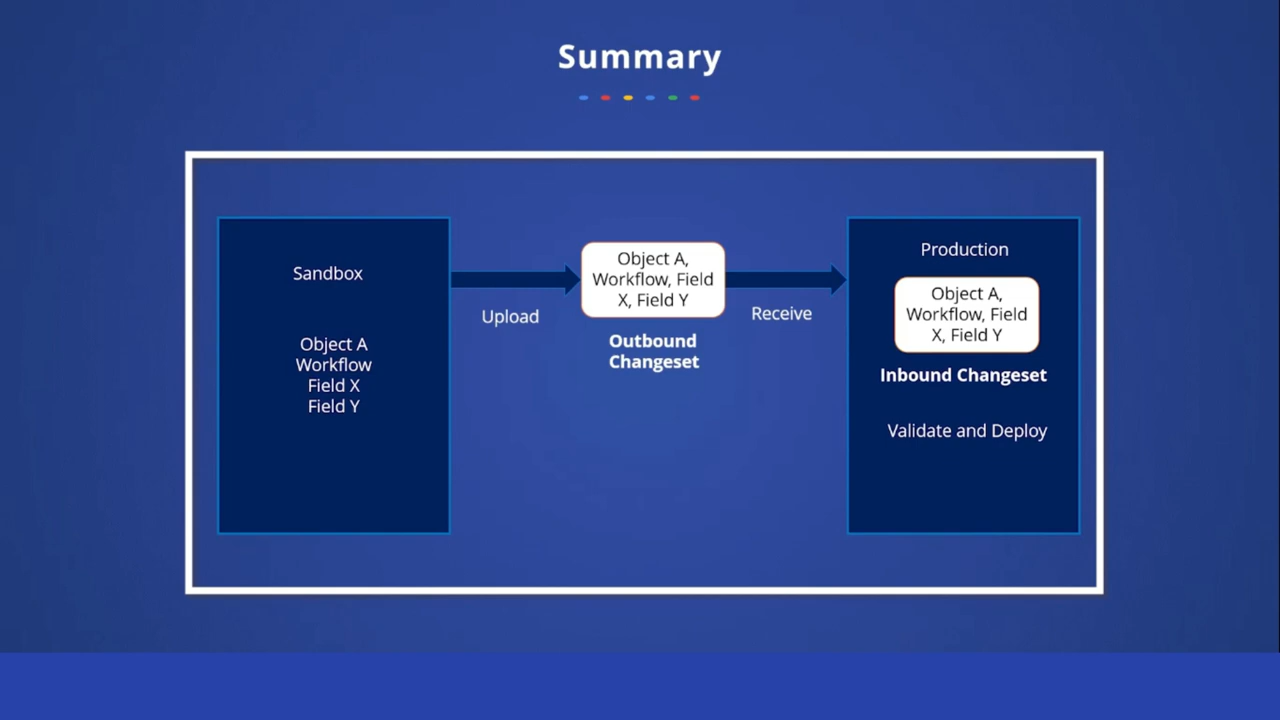 Summary
Sandbox
Object A
Workflow
Field X
Field Y
Upload
Object A,
Workflow, Field
X, Field Y
Outbound
Changeset
Receive
Production
Object A,
Workflow, Field
X, Field Y
Inbound Changeset
Validate and Deploy